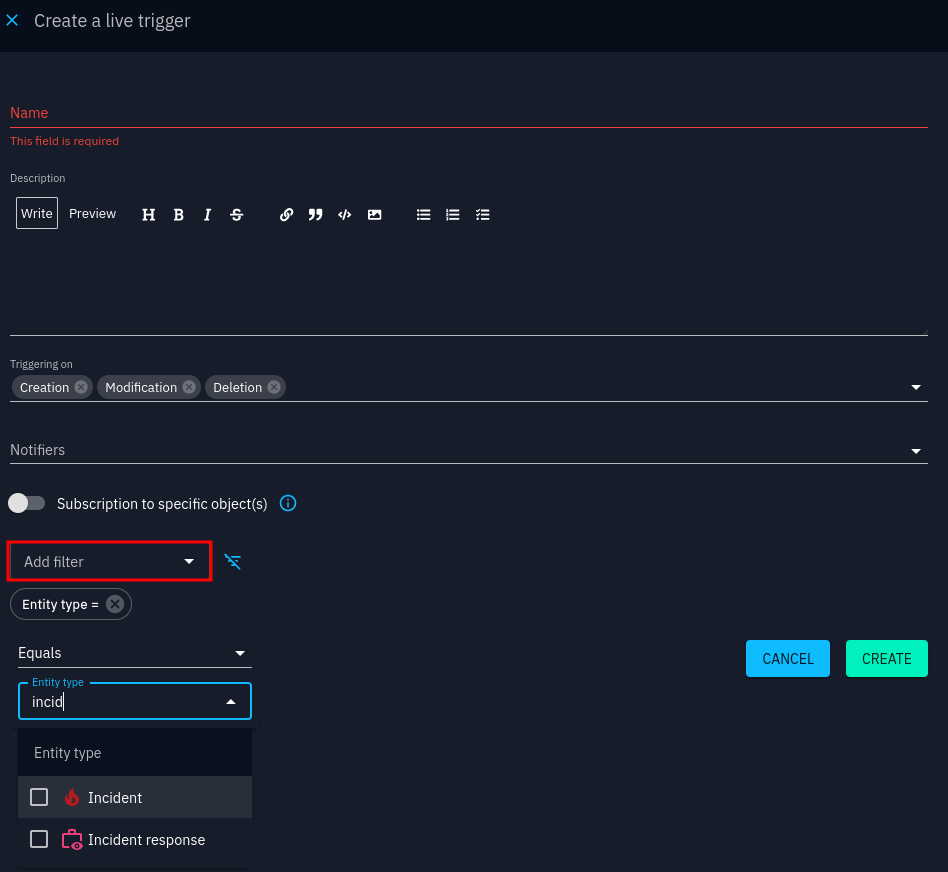 Create a live trigger
Name
This field is required
Description
Write Preview H B I S
Triggering on
Creation Modification Deletion
Notifiers
Subscription to specific object(s)
Add filter
Entity type =
Equals
CANCEL CREATE
Entity type
incid
Entity type
Incident
Incident response